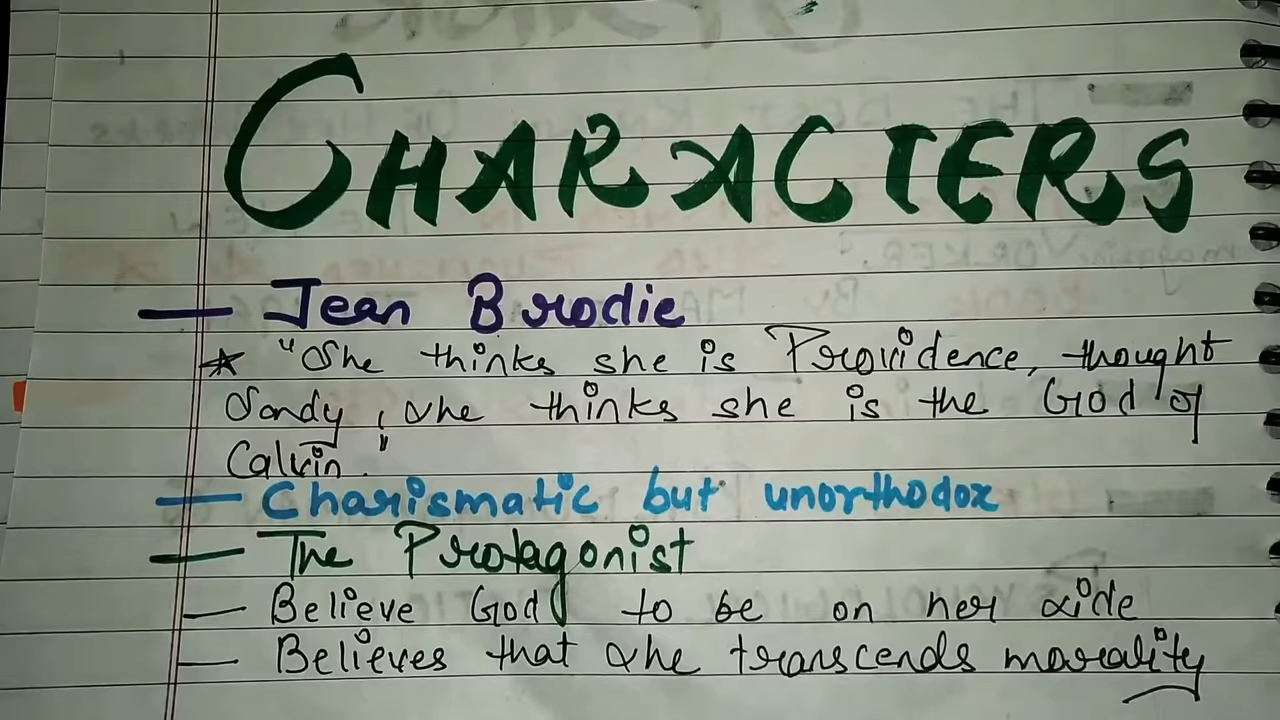 CHARACTERS
— Jean Brodie
* "She thinks she is Providence, thought
Sandy, she thinks she is the God of
Calvin."
— Charismatic but unorthodox
— The Protagonist
— Believe God to be on her side
— Believes that she transcends morality